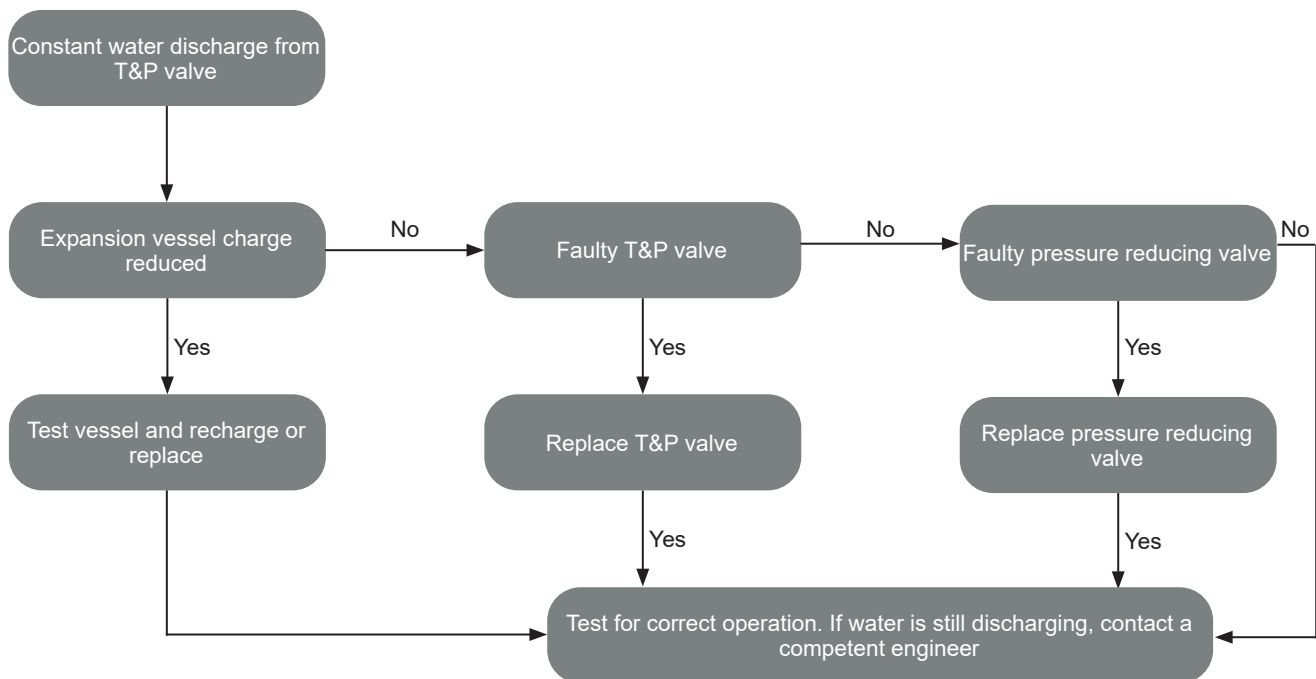 Constant water discharge from
T&P valve
Expansion vessel charge
reduced
No
Faulty T&P valve
No
Faulty pressure reducing valve
No
Yes
Yes
Yes
Test vessel and recharge or
replace
Replace T&P valve
Replace pressure reducing
valve
Yes
Yes
Test for correct operation. If water is still discharging, contact a
competent engineer